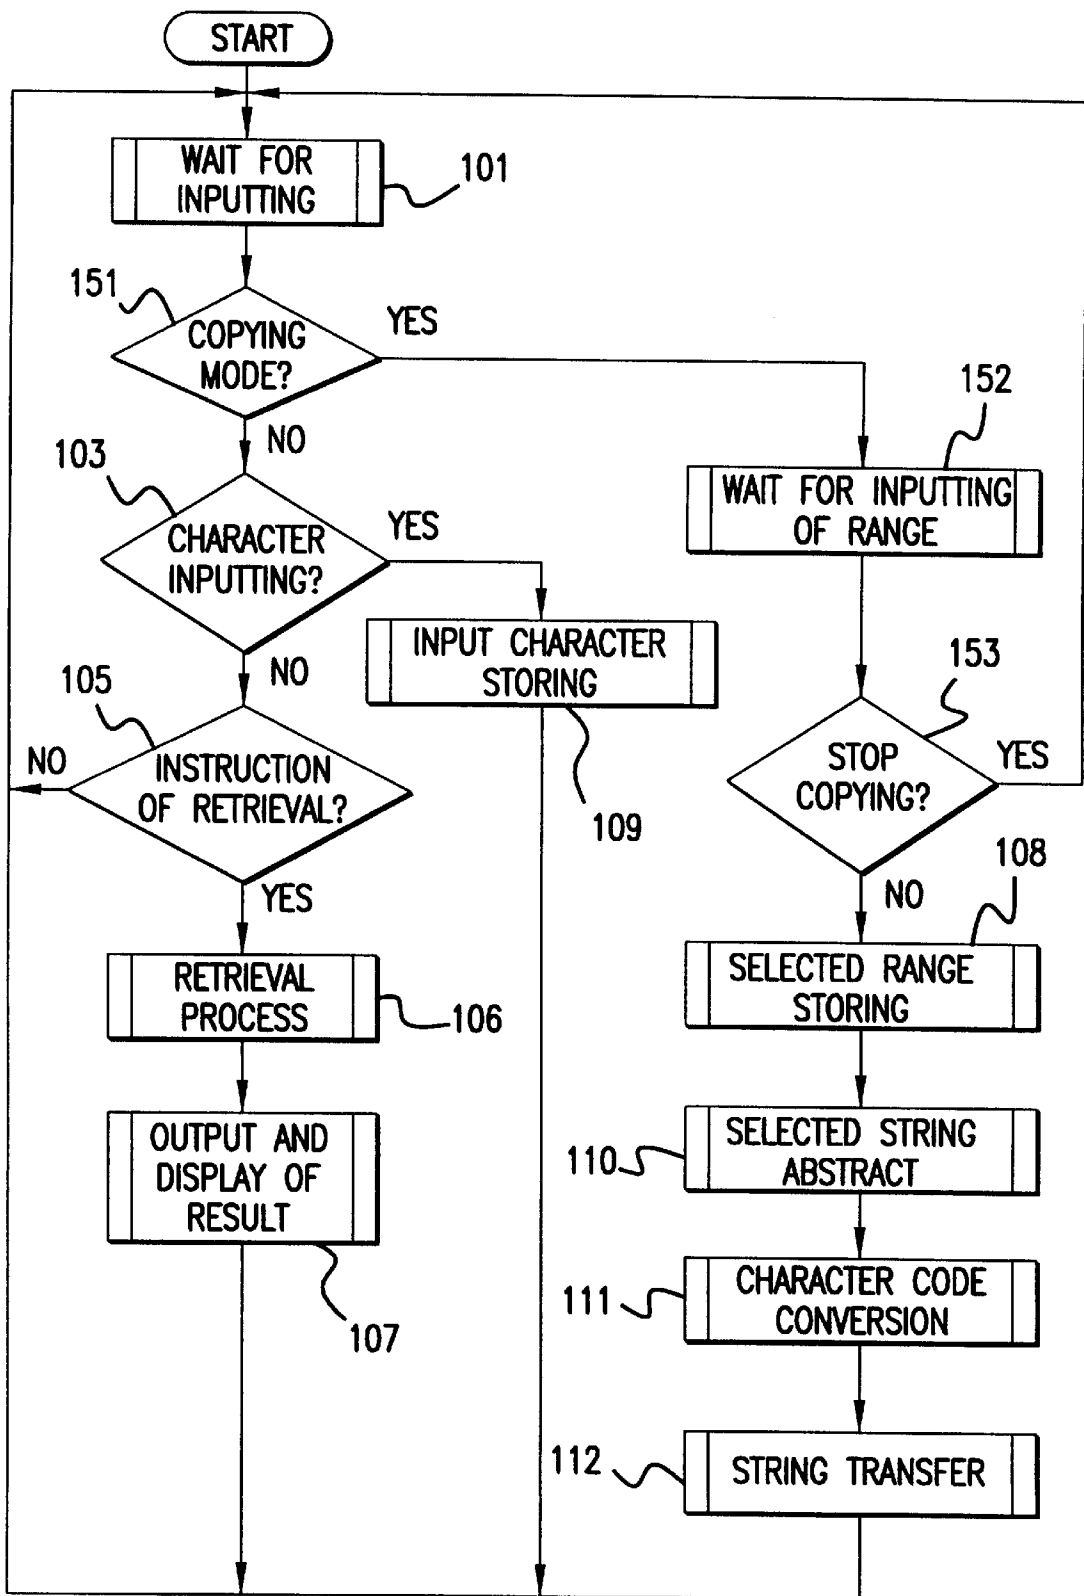 START
WAIT FOR
INPUTTING
101
151
COPYING
MODE?
YES
NO
152
WAIT FOR INPUTTING
OF RANGE
103
CHARACTER
INPUTTING?
YES
NO
INPUT CHARACTER
STORING
109
153
STOP
COPYING?
YES
NO
105
NO
INSTRUCTION
OF RETRIEVAL?
YES
108
SELECTED RANGE
STORING
RETRIEVAL
PROCESS
106
OUTPUT AND
DISPLAY OF
RESULT
107
110
SELECTED STRING
ABSTRACT
111
CHARACTER CODE
CONVERSION
112
STRING TRANSFER